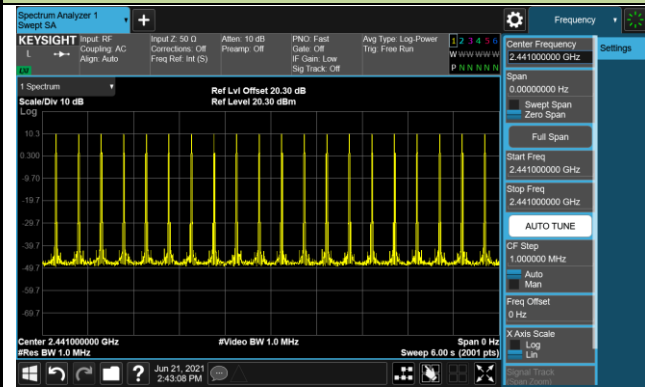 Spectrum Analyzer 1
Swept SA
+
Frequency
KEYSIGHT
L
Input: RF
Coupling: AC
Align: Auto
Input Z: 50 Ω
Corrections: Off
Freq Ref: Int (S)
Atten: 10 dB
Preamp: Off
PNO: Fast
Gate: Off
IF Gain: Low
Sig Track: Off
Avg Type: Log-Power
Trig: Free Run
1 2 3 4 5 6
W W W W W W
P N N N N N
1 Spectrum
Scale/Div 10 dB
Log
Ref Lvl Offset 20.30 dB
Ref Level 20.30 dBm
10.3
0.300
-9.70
-19.7
-29.7
-39.7
-49.7
-59.7
-69.7
Center 2.441000000 GHz
#Res BW 1.0 MHz
#Video BW 1.0 MHz
Span 0 Hz
Sweep 6.00 s (2001 pts)
Center Frequency
2.441000000 GHz
Span
0.00000000 Hz
Swept Span
Zero Span
Full Span
Start Freq
2.441000000 GHz
Stop Freq
2.441000000 GHz
AUTO TUNE
CF Step
1.000000 MHz
Auto
Man
Freq Offset
0 Hz
X Axis Scale
Log
Lin
Signal Track
(Span Zoom)
Settings
?
Jun 21, 2021
2:43:08 PM